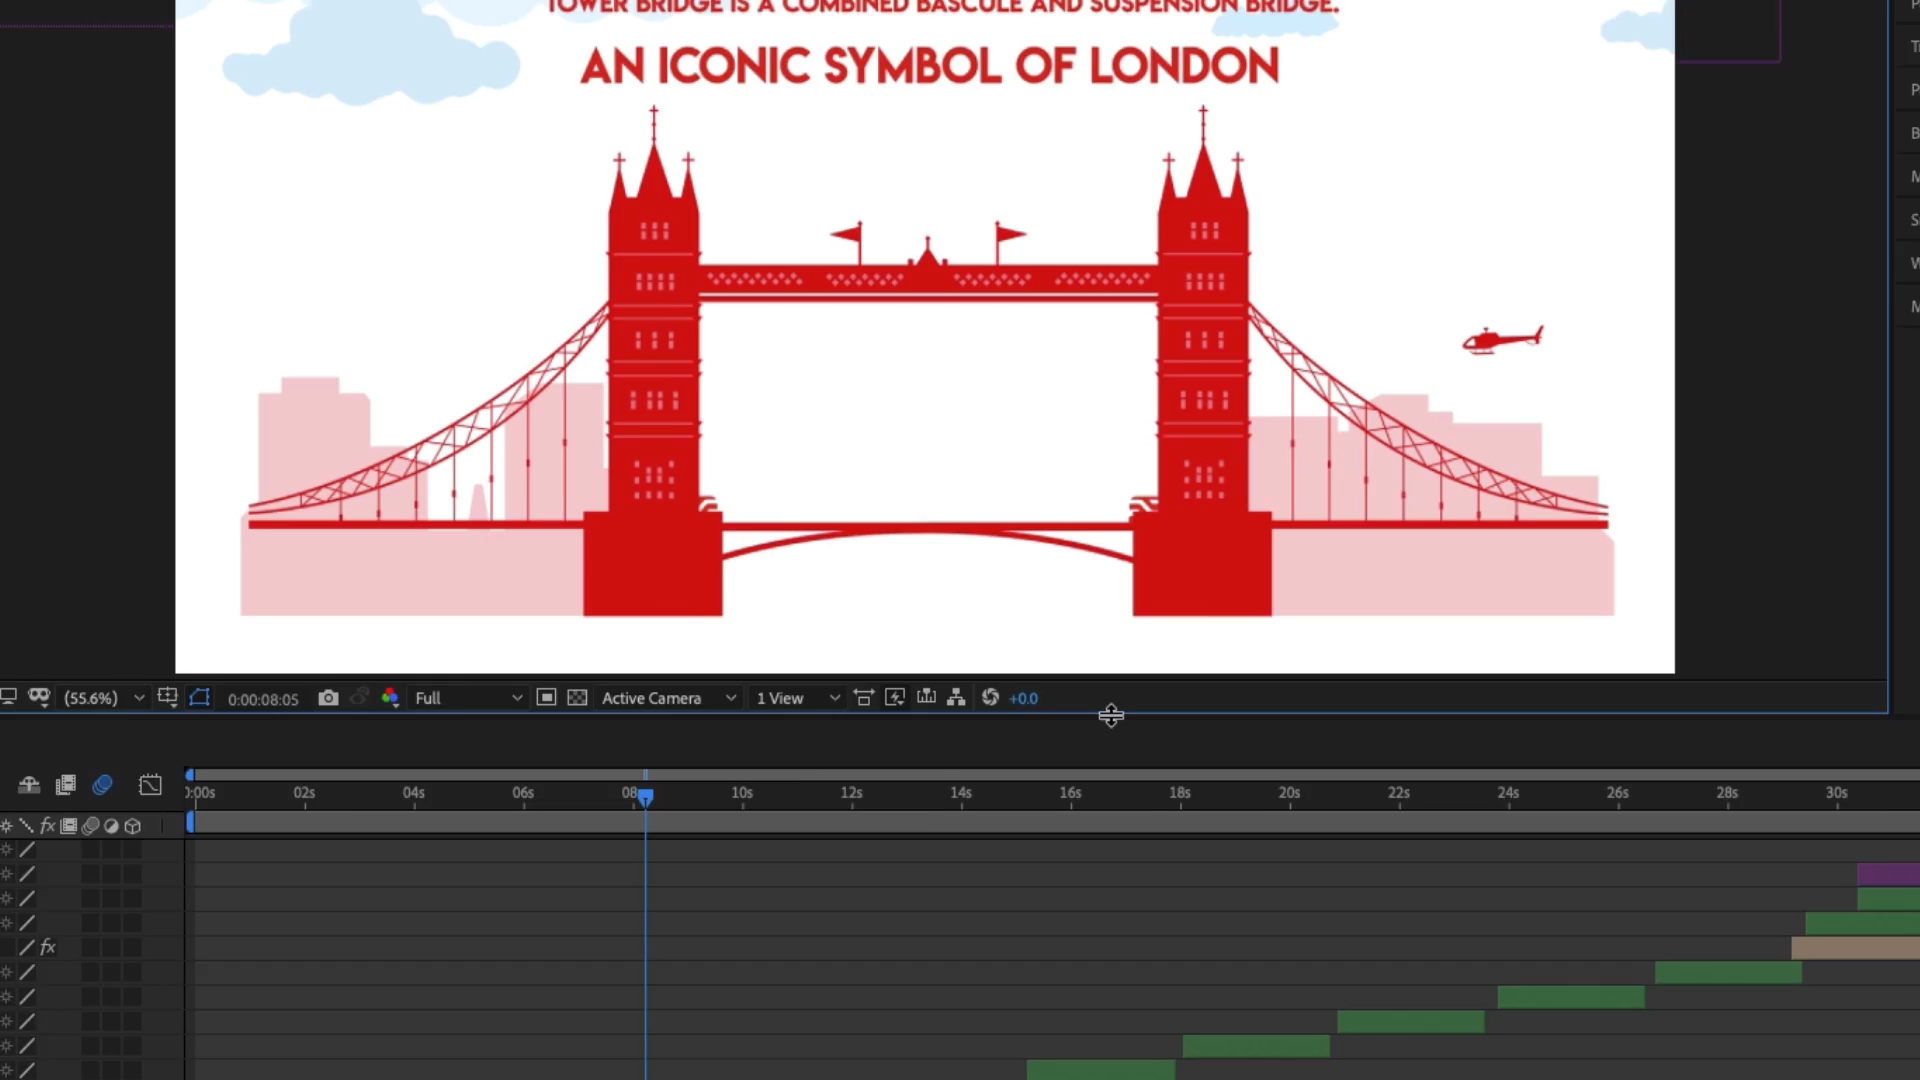 TOWER BRIDGE IS A COMBINED BASCULE AND SUSPENSION BRIDGE.
AN ICONIC SYMBOL OF LONDON
(55.6%) 0:00:08:05 Full Active Camera 1 View +0.0
0:00s 02s 04s 06s 08 10s 12s 14s 16s 18s 20s 22s 24s 26s 28s 30s
fx
fx